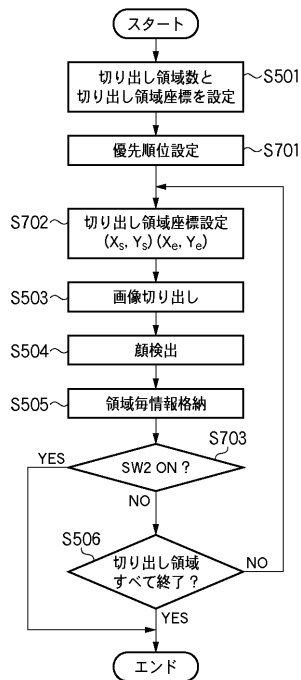 スタート
切り出し領域数と
切り出し領域座標を設定
S501
優先順位設定
S701
S702
切り出し領域座標設定
(Xs, Ys) (Xe, Ye)
S503
画像切り出し
S504
顔検出
S505
領域毎情報格納
S703
YES
SW2 ON ?
NO
S506
切り出し領域
すべて終了 ?
NO
YES
エンド